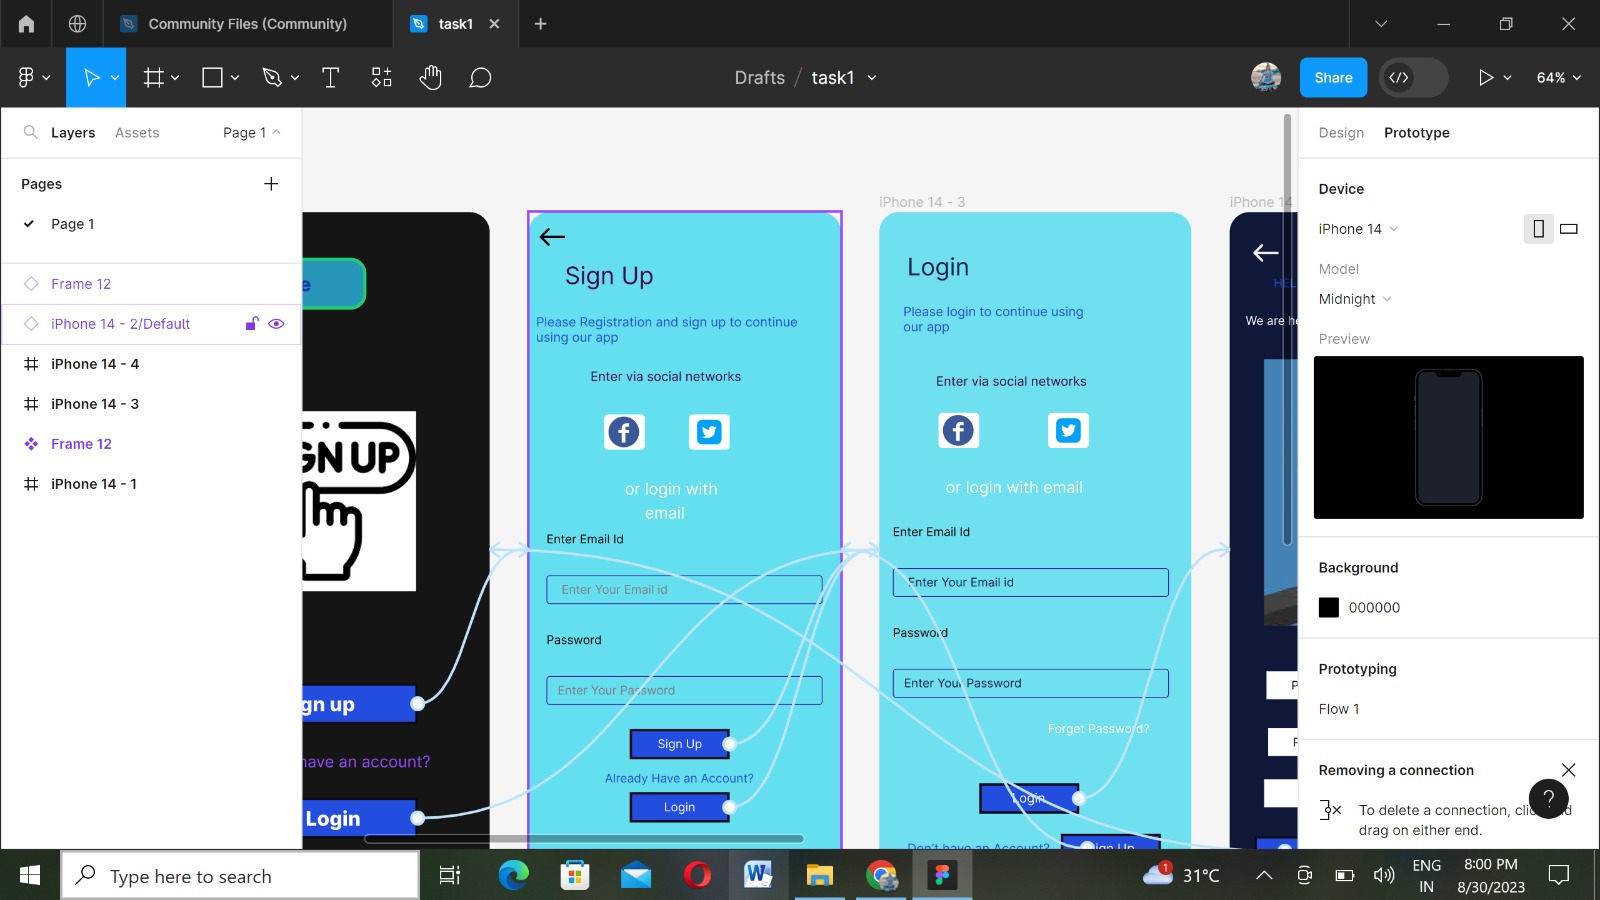 Community Files (Community)
task1
Drafts / task1
Share
64%
Layers
Assets
Page 1
Pages
Page 1
Frame 12
iPhone 14 - 2/Default
iPhone 14 - 4
iPhone 14 - 3
Frame 12
iPhone 14 - 1
e
GN UP
gn up
have an account?
Login
Sign Up
Please Registration and sign up to continue
using our app
Enter via social networks
or login with
email
Enter Email Id
Enter Your Email id
Password
Enter Your Password
Sign Up
Already Have an Account?
Login
iPhone 14 - 3
Login
Please login to continue using
our app
Enter via social networks
or login with email
Enter Email Id
Enter Your Email id
Password
Enter Your Password
Forget Password?
Login
Don't have an Account?
Sign Up
iPhone 14
HEL
We are he
Design
Prototype
Device
iPhone 14
Model
Midnight
Preview
Background
000000
Prototyping
Flow 1
Removing a connection
To delete a connection, click and
drag on either end.
?
Type here to search
1
31°C
ENG
IN
8:00 PM
8/30/2023